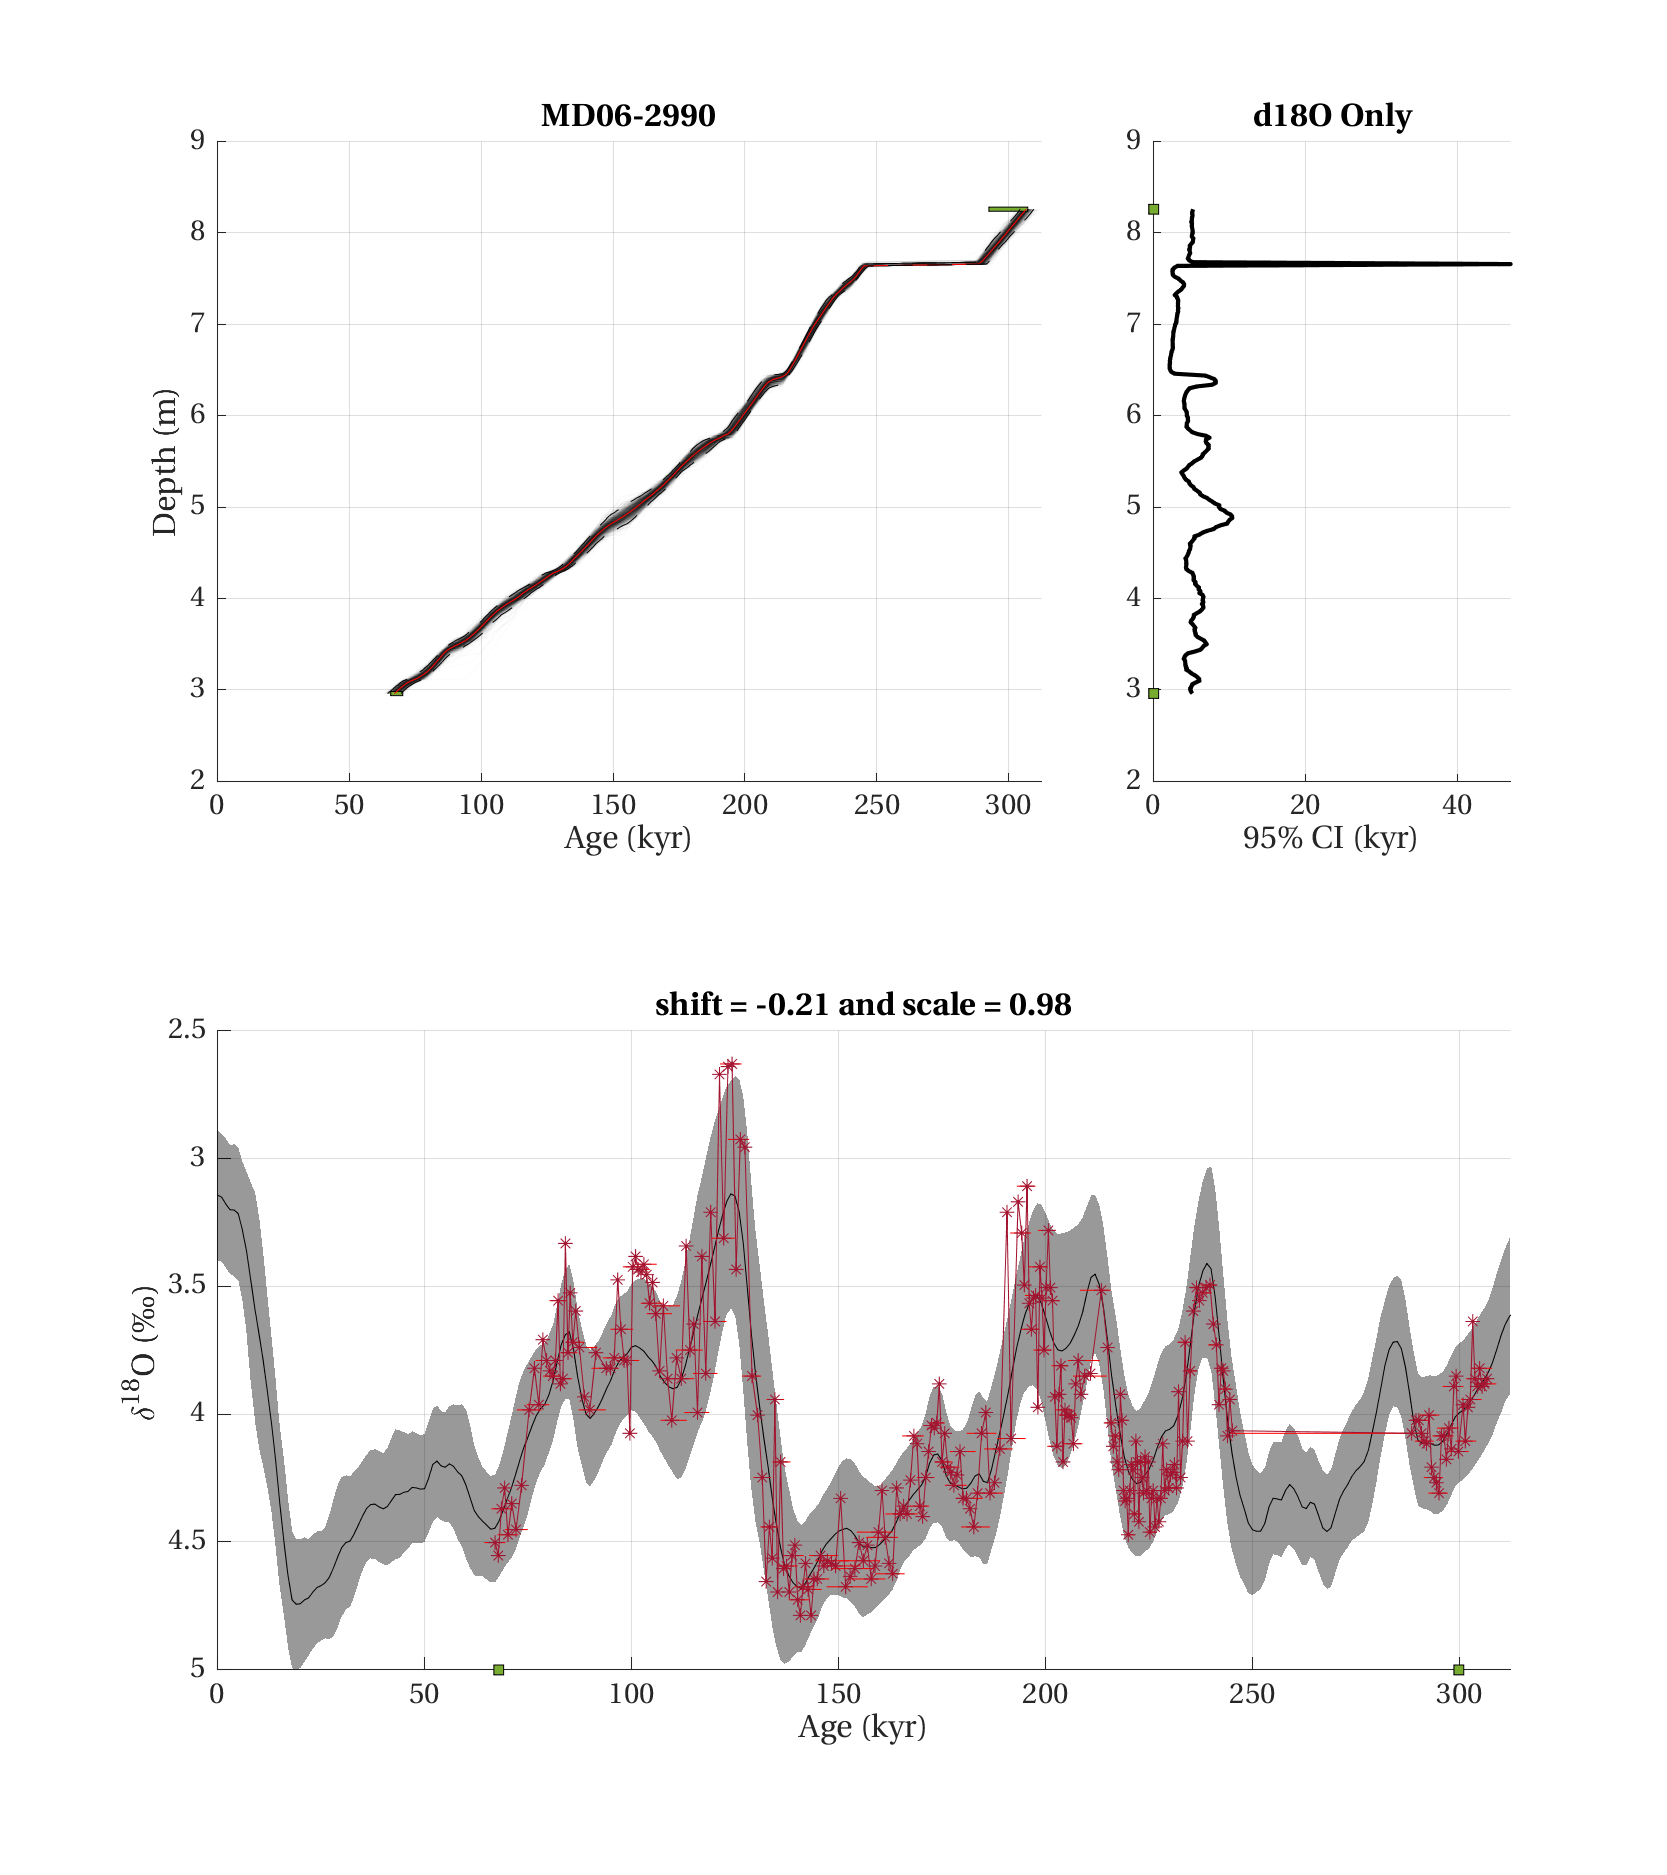 MD06-2990
9
8
7
6
5
4
3
2
Depth (m)
0 50 100 150 200 250 300
Age (kyr)
d18O Only
9
8
7
6
5
4
3
2
0 20 40
95% CI (kyr)
shift = -0.21 and scale = 0.98
2.5
3
3.5
4
4.5
5
δ18O (‰)
0 50 100 150 200 250 300
Age (kyr)